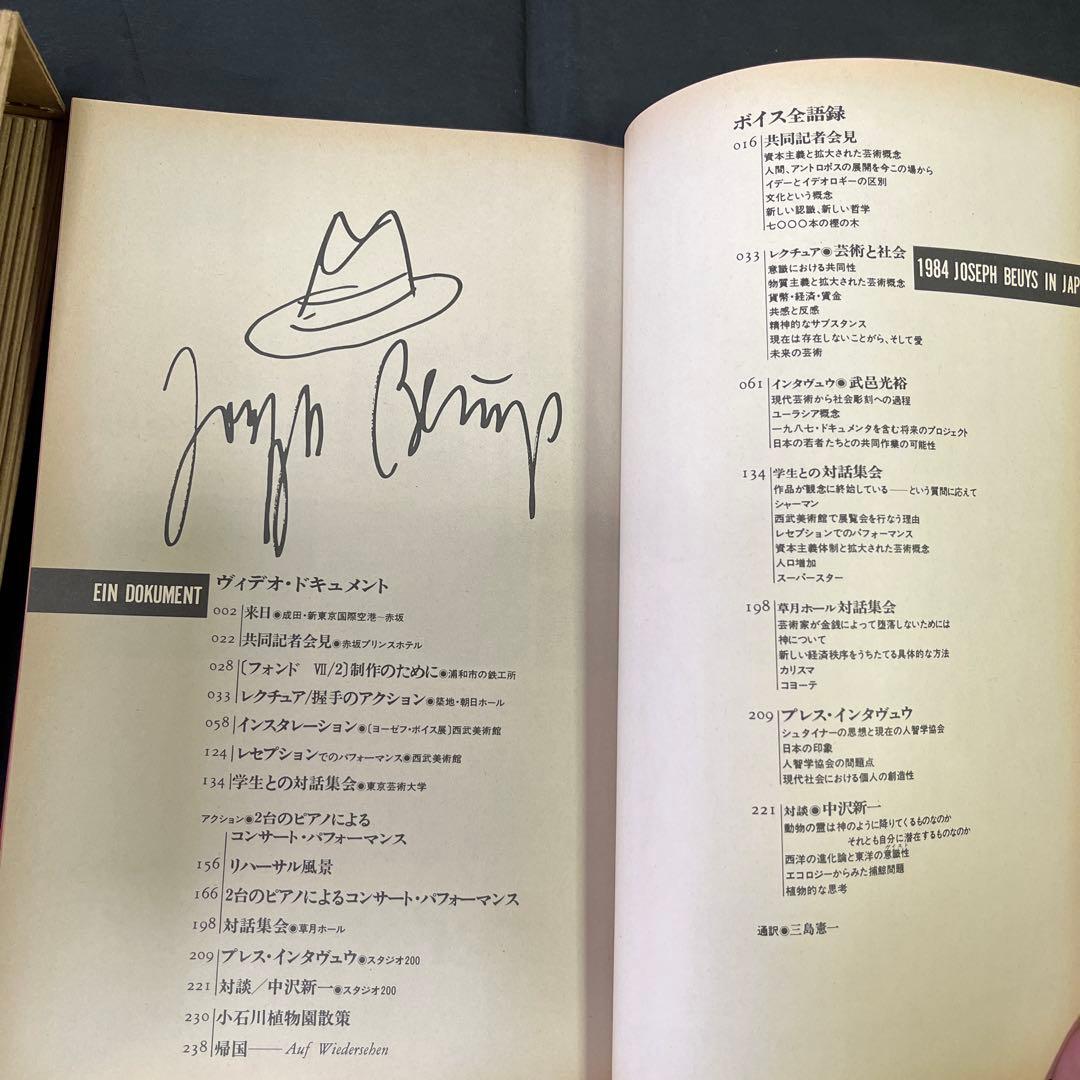 Joseph Beuys
EIN DOKUMENT
ヴィデオ・ドキュメント
002 来日◉成田・新東京国際空港—赤坂
022 共同記者会見◉赤坂プリンスホテル
028 〔フォンド Ⅶ/2〕制作のために◉浦和市の鉄工所
033 レクチュア/握手のアクション◉築地・朝日ホール
058 インスタレーション◉〔ヨーゼフ・ボイス展〕西武美術館
124 レセプションでのパフォーマンス◉西武美術館
134 学生との対話集会◉東京芸術大学
アクション◉2台のピアノによる
コンサート・パフォーマンス
156 リハーサル風景
166 2台のピアノによるコンサート・パフォーマンス
198 対話集会◉草月ホール
209 プレス・インタヴュウ◉スタジオ200
221 対談/中沢新一◉スタジオ200
230 小石川植物園散策
238 帰国—— Auf Wiedersehen
ボイス全語録
016 共同記者会見
資本主義と拡大された芸術概念
人間、アントロポスの展開を今この場から
イデーとイデオロギーの区別
文化という概念
新しい認識、新しい哲学
七〇〇〇本の樫の木
033 レクチュア◉芸術と社会
意識における共同性
物質主義と拡大された芸術概念
貨幣・経済・賃金
共感と反感
精神的なサブスタンス
現在は存在しないことがら、そして愛
未来の芸術
1984 JOSEPH BEUYS IN JAP
061 インタヴュウ◉武邑光裕
現代芸術から社会彫刻への過程
ユーラシア概念
一九八七・ドキュメンタを含む将来のプロジェクト
日本の若者たちとの共同作業の可能性
134 学生との対話集会
作品が観念に終始している——という質問に応えて
シャーマン
西武美術館で展覧会を行なう理由
レセプションでのパフォーマンス
資本主義体制と拡大された芸術概念
人口増加
スーパースター
198 草月ホール対話集会
芸術家が金銭によって堕落しないためには
神について
新しい経済秩序をうちたてる具体的な方法
カリスマ
コヨーテ
209 プレス・インタヴュウ
シュタイナーの思想と現在の人智学協会
日本の印象
人智学協会の問題点
現代社会における個人の創造性
221 対談◉中沢新一
動物の霊は神のように降りてくるものなのか
それとも自分に潜在するものなのか
西洋の進化論と東洋の意識性
エコロジーからみた捕鯨問題
植物的な思考
通訳◉三島憲一